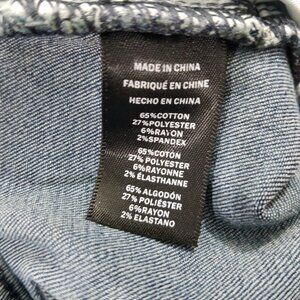 MADE IN CHINA
FABRIQUÉ EN CHINE
HECHO EN CHINA
65%COTTON
27%POLYESTER
6%RAYON
2%SPANDEX
65%COTON
27% POLYESTER
6%RAYONNE
2% ÉLASTHANNE
65% ALGODÓN
27% POLIÉSTER
6%RAYON
2% ELASTANO